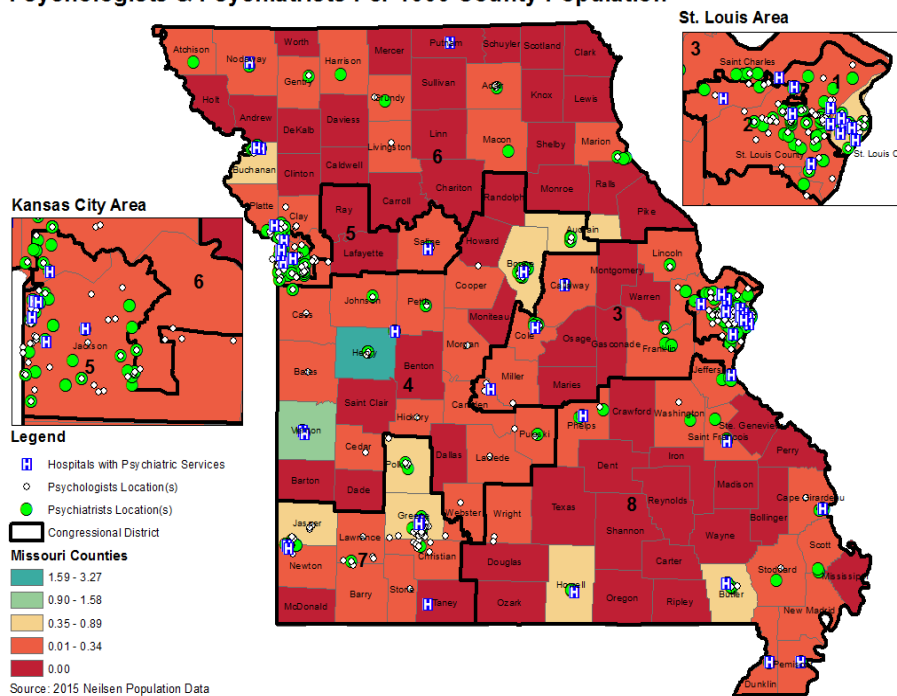 Psychologists & Psychiatrists Per 1000 County Population
St. Louis Area
3
Saint Charles
1
2
St. Louis County
St. Louis C
Atchison
Nodaway
Worth
Harrison
Mercer
Putnam
Schuyler
Scotland
Clark
Gentry
Sullivan
Adair
Knox
Lewis
Holt
Andrew
DeKalb
Daviess
Grundy
Linn
Macon
Shelby
Marion
Buchanan
Clinton
Caldwell
Livingston
6
Chariton
Randolph
Monroe
Ralls
Pike
Platte
Clay
Ray
Carroll
5
Lafayette
Saline
Howard
Boone
Audrain
Callaway
Montgomery
Lincoln
Warren
Kansas City Area
6
Jackson
5
Cass
Johnson
Pettis
Cooper
Moniteau
Cole
Osage
Gasconade
3
Franklin
Jefferson
Bates
Henry
Benton
Morgan
Miller
Maries
4
Saint Clair
Hickory
Camden
Pulaski
Phelps
Crawford
Washington
Ste. Genevieve
Saint Francois
Perry
Vernon
Cedar
Polk
Dallas
Laclede
Dent
Iron
Madison
Barton
Dade
Greene
Webster
Wright
Texas
8
Shannon
Reynolds
Wayne
Bollinger
Cape Girardeau
Jasper
Lawrence
7
Christian
Douglas
Carter
Scott
Newton
Barry
Stone
Taney
Ozark
Howell
Oregon
Ripley
Butler
Stoddard
Mississippi
McDonald
New Madrid
Pemiscot
Dunklin
Legend
H Hospitals with Psychiatric Services
Psychologists Location(s)
Psychiatrists Location(s)
Congressional District
Missouri Counties
1.59 - 3.27
0.90 - 1.58
0.35 - 0.89
0.01 - 0.34
0.00
Source: 2015 Neilsen Population Data